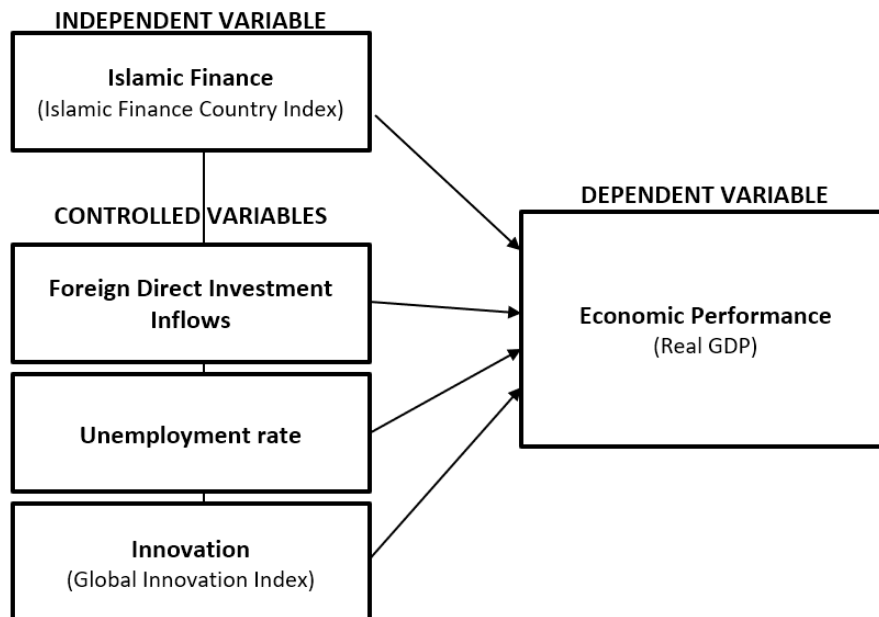 INDEPENDENT VARIABLE
Islamic Finance
(Islamic Finance Country Index)
CONTROLLED VARIABLES
Foreign Direct Investment
Inflows
Unemployment rate
Innovation
(Global Innovation Index)
DEPENDENT VARIABLE
Economic Performance
(Real GDP)